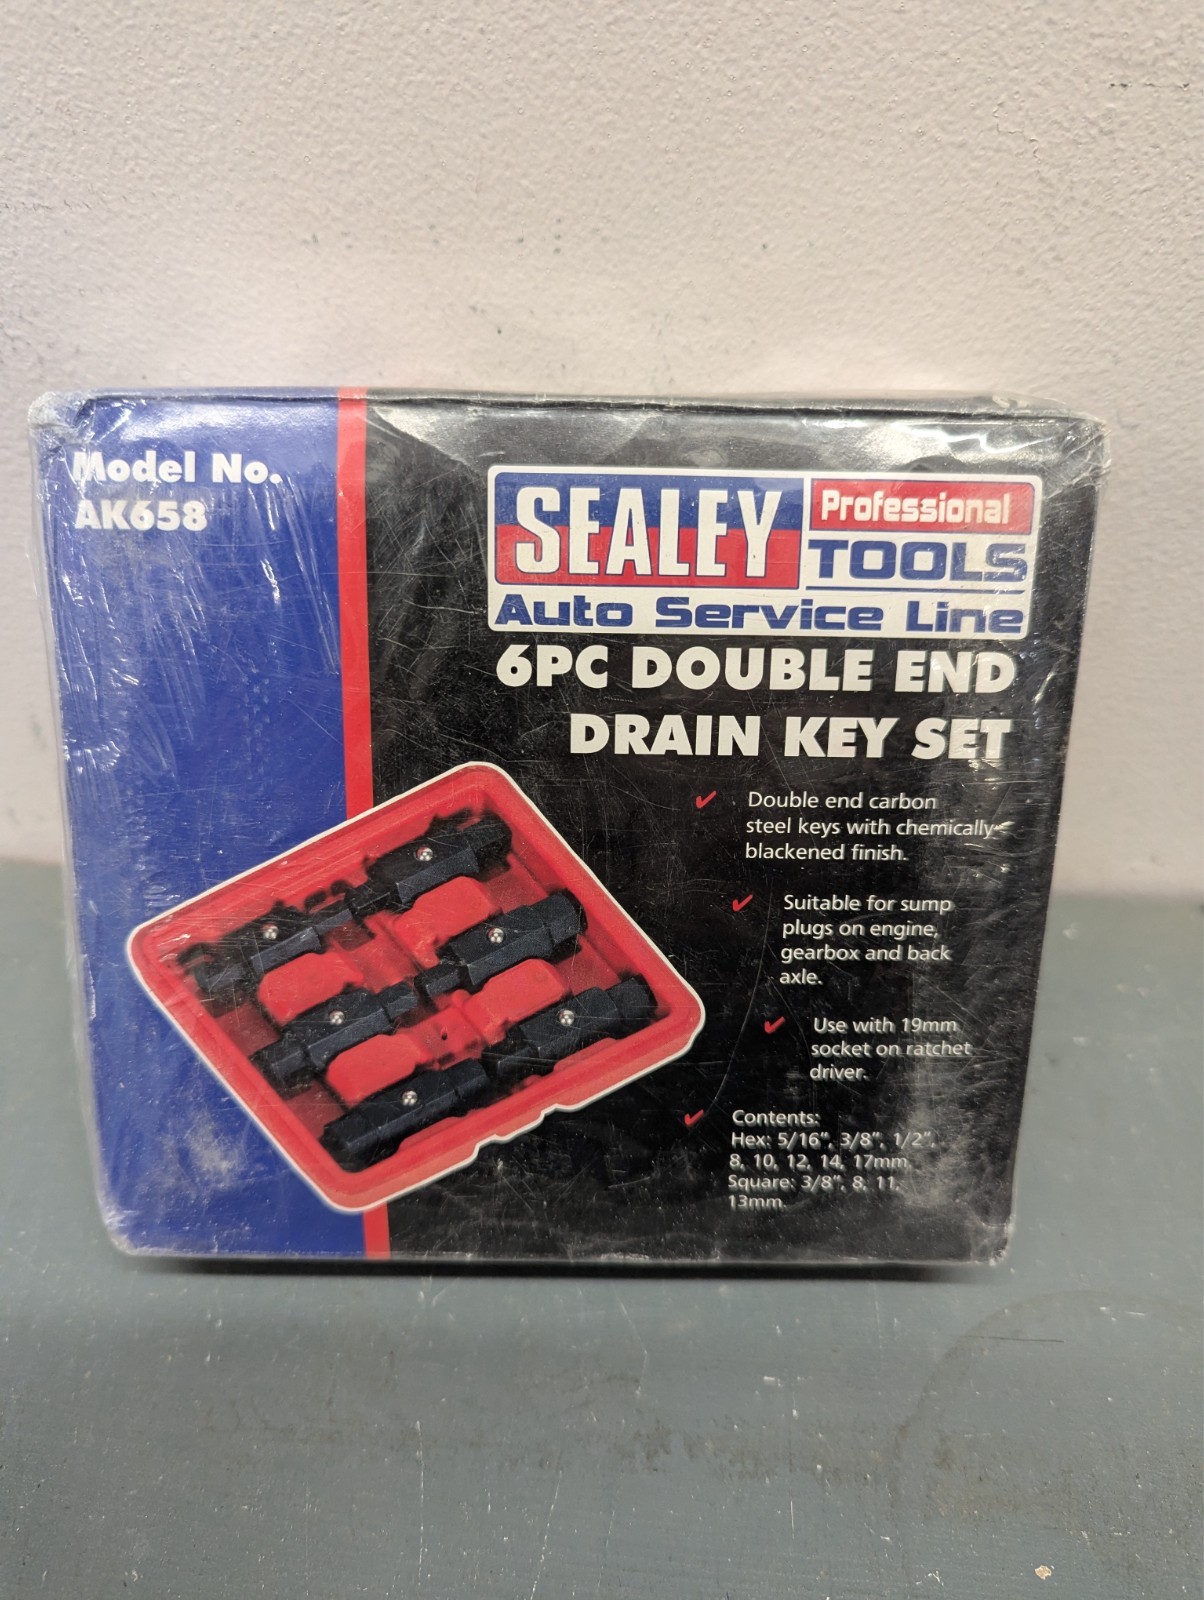 Model No.
AK658
SEALEY
Professional
TOOLS
Auto Service Line
6PC DOUBLE END
DRAIN KEY SET
Double end carbon
steel keys with chemically
blackened finish.
Suitable for sump
plugs on engine,
gearbox and back
axle.
Use with 19mm
socket on ratchet
driver.
Contents:
Hex: 5/16", 3/8", 1/2",
8, 10, 12, 14, 17mm.
Square: 3/8", 8, 11,
13mm.